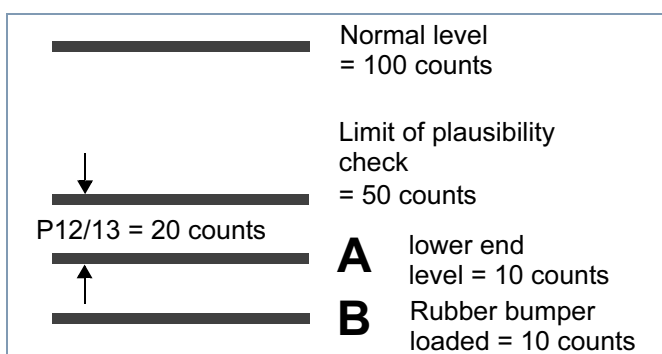 Normal level
= 100 counts
Limit of plausibility
check
= 50 counts
P12/13 = 20 counts
A lower end
level = 10 counts
B Rubber bumper
loaded = 10 counts